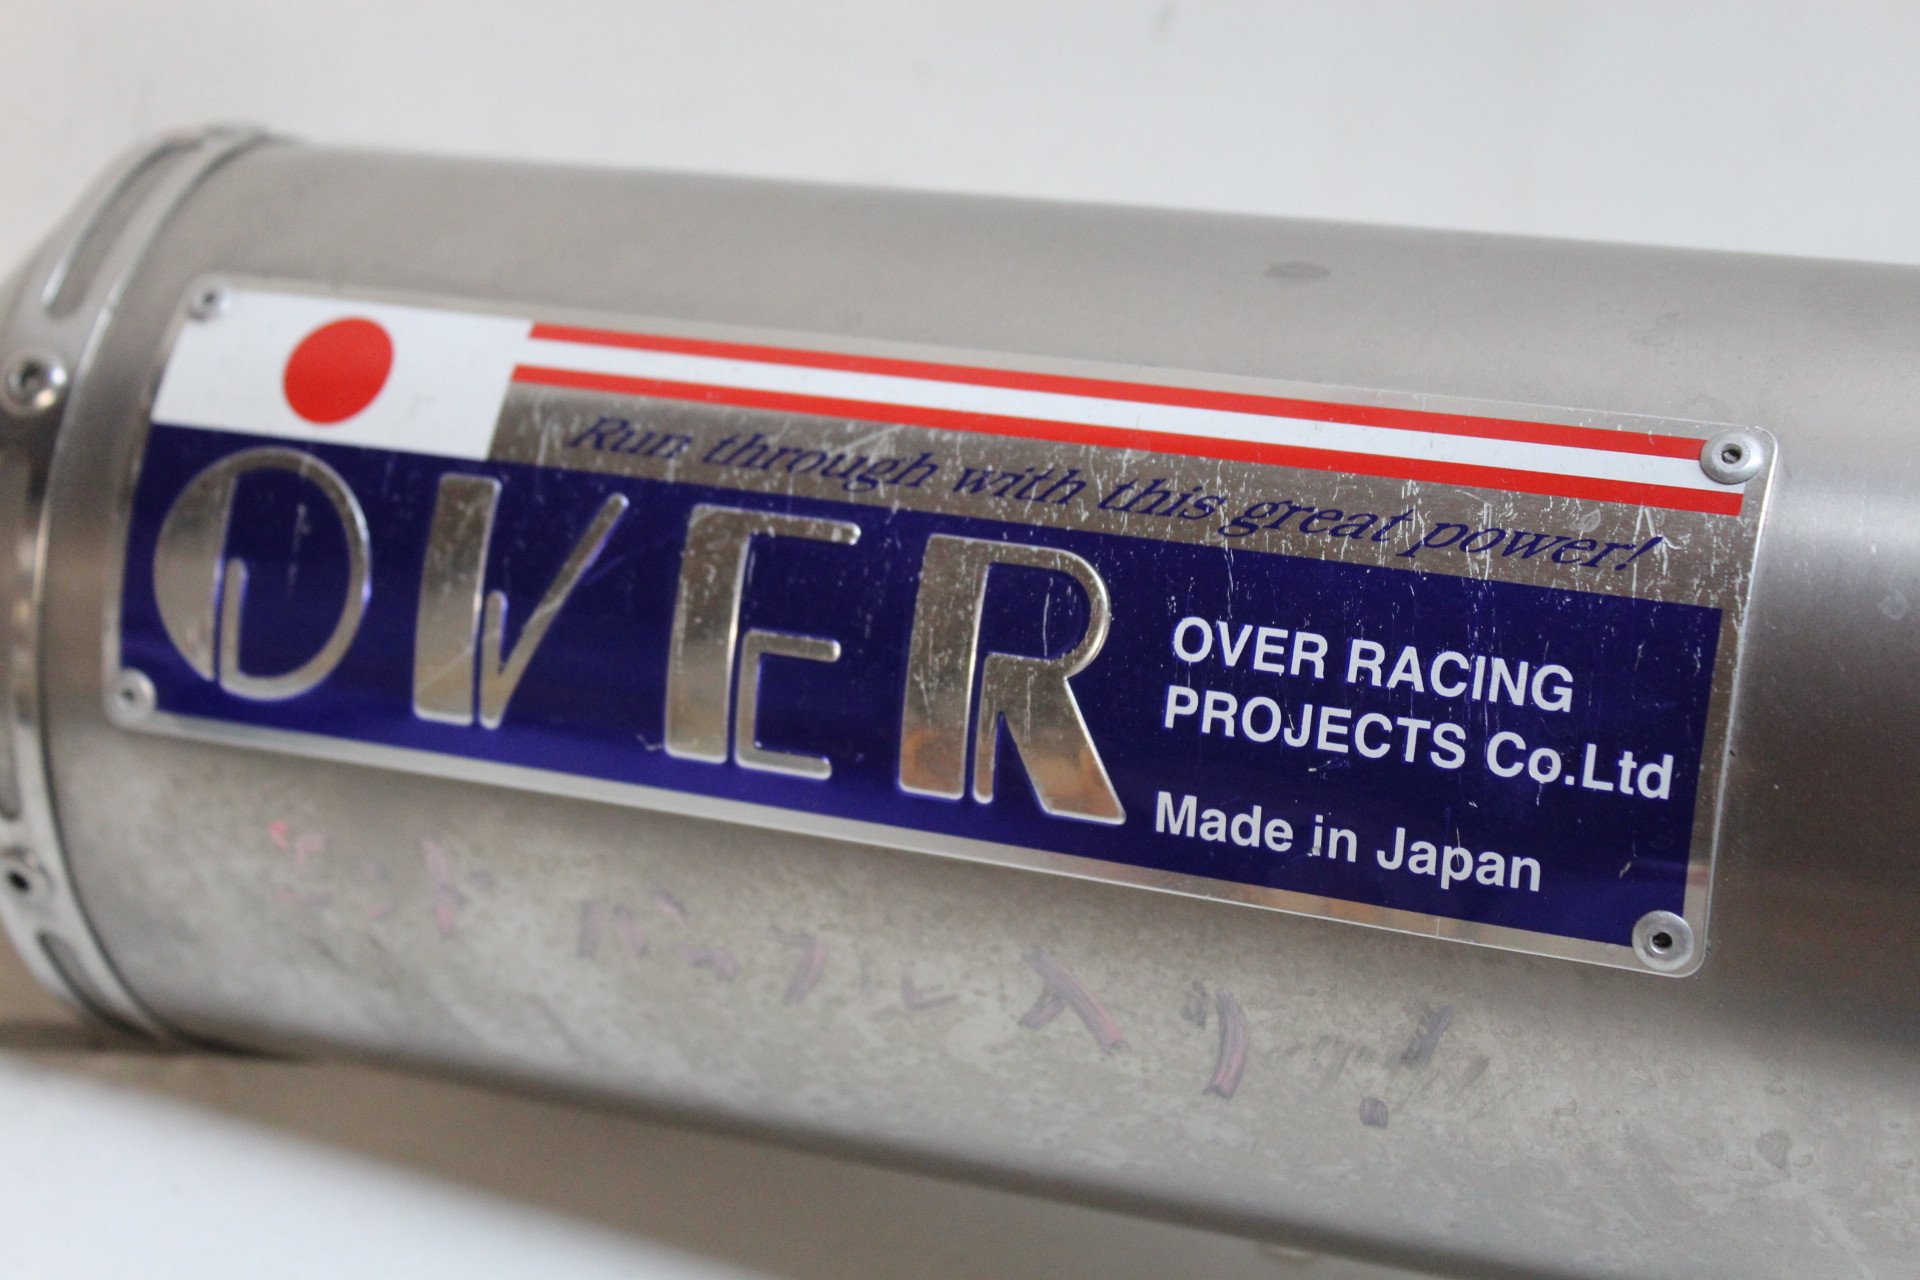 Run through with this great power!
OVER
OVER RACING
PROJECTS Co.Ltd
Made in Japan